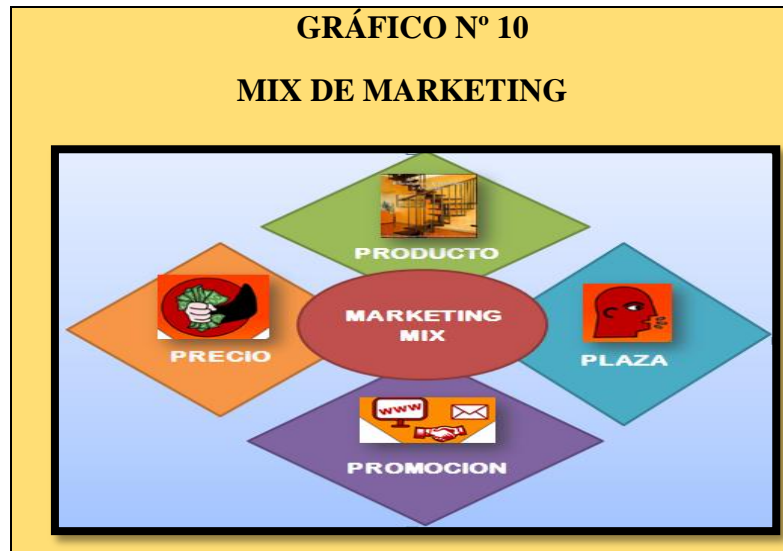 GRÁFICO Nº 10
MIX DE MARKETING
PRODUCTO
MARKETING
MIX
PRECIO
PLAZA
www
PROMOCION